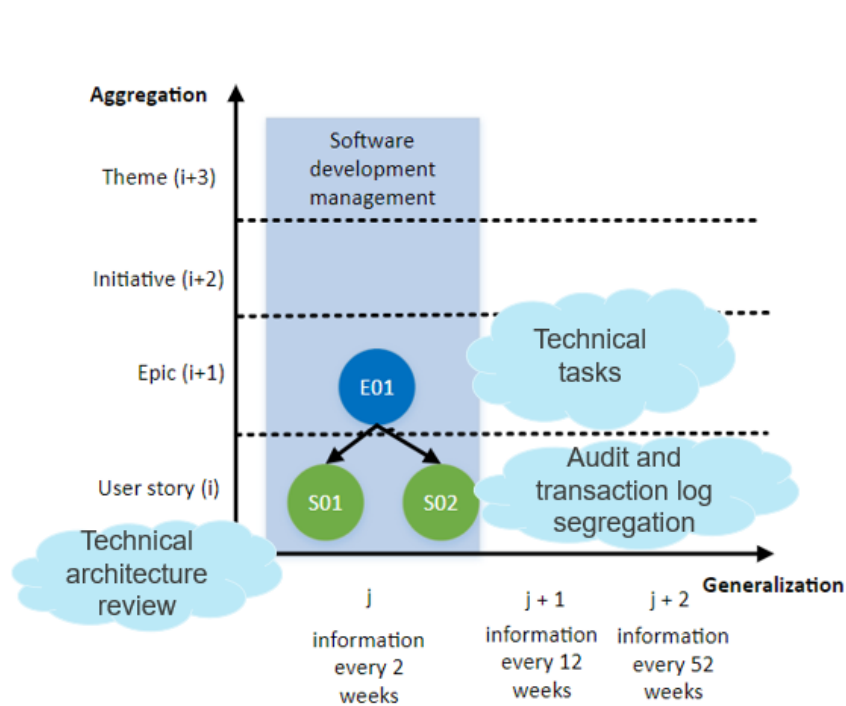 Aggregation
Software
development
management
Theme (i+3)
Initiative (i+2)
Technical
tasks
Epic (i+1)
E01
Audit and
transaction log
segregation
User story (i)
S01
S02
Technical
architecture
review
Generalization
j
information
every 2
weeks
j + 1
information
every 12
weeks
j + 2
information
every 52
weeks